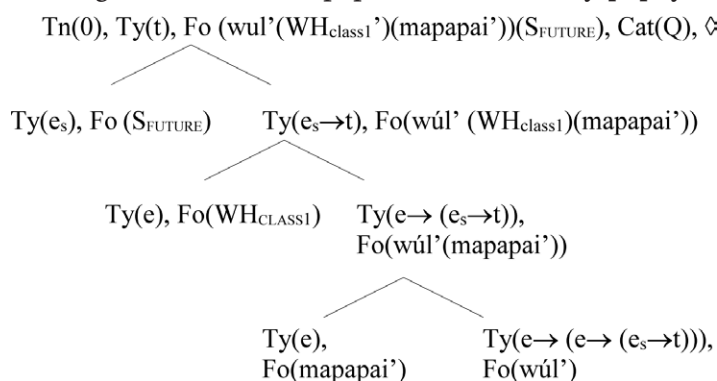 Tn(0), Ty(t), Fo (wul’(WHclass1’)(mapapai’))(SFUTURE), Cat(Q), ◊
Ty(es), Fo (SFUTURE) Ty(es→t), Fo(wúl’ (WHclass1)(mapapai’))
Ty(e), Fo(WHCLASS1) Ty(e→ (es→t)),
Fo(wúl’(mapapai’))
Ty(e), Ty(e→ (e→ (es→t))),
Fo(mapapai’) Fo(wúl’)